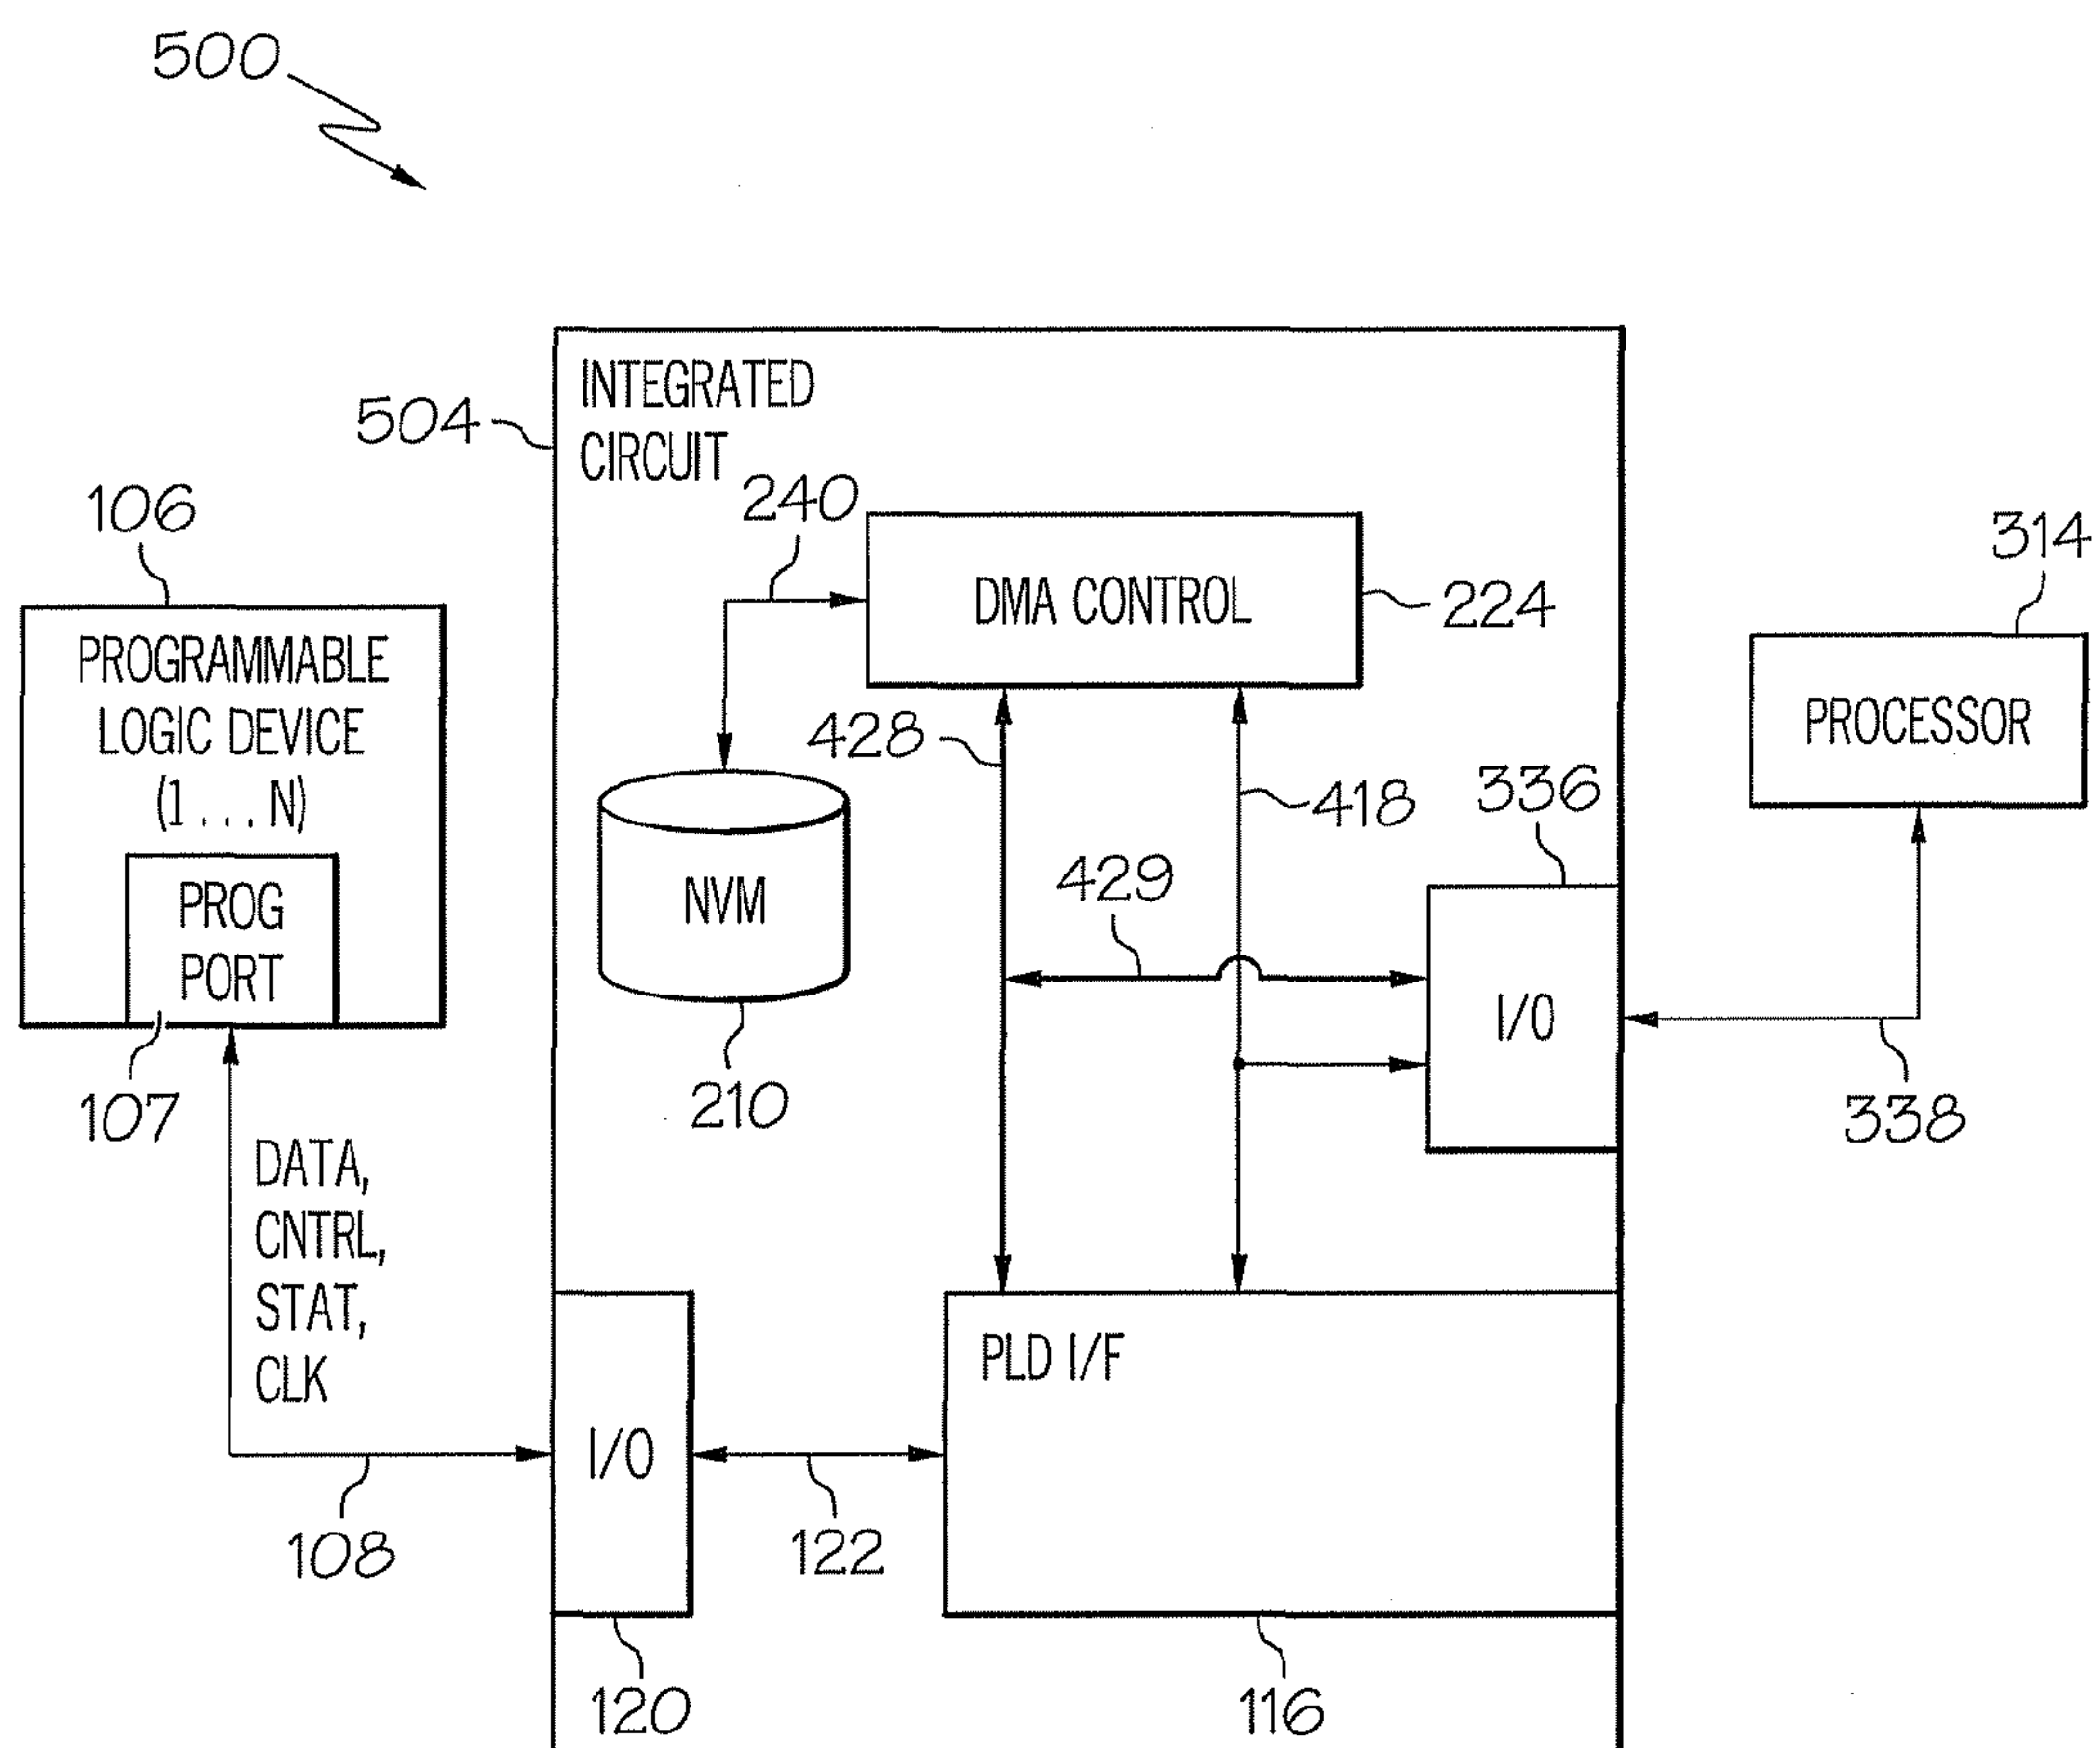 500
INTEGRATED
CIRCUIT
504
240
106
DMA CONTROL
224
314
PROGRAMMABLE
LOGIC DEVICE
(1 ... N)
PROCESSOR
428
418
336
PROG
PORT
NVM
429
I/O
107
210
338
DATA,
CNTRL,
STAT,
CLK
PLD I/F
I/O
108
122
120
116